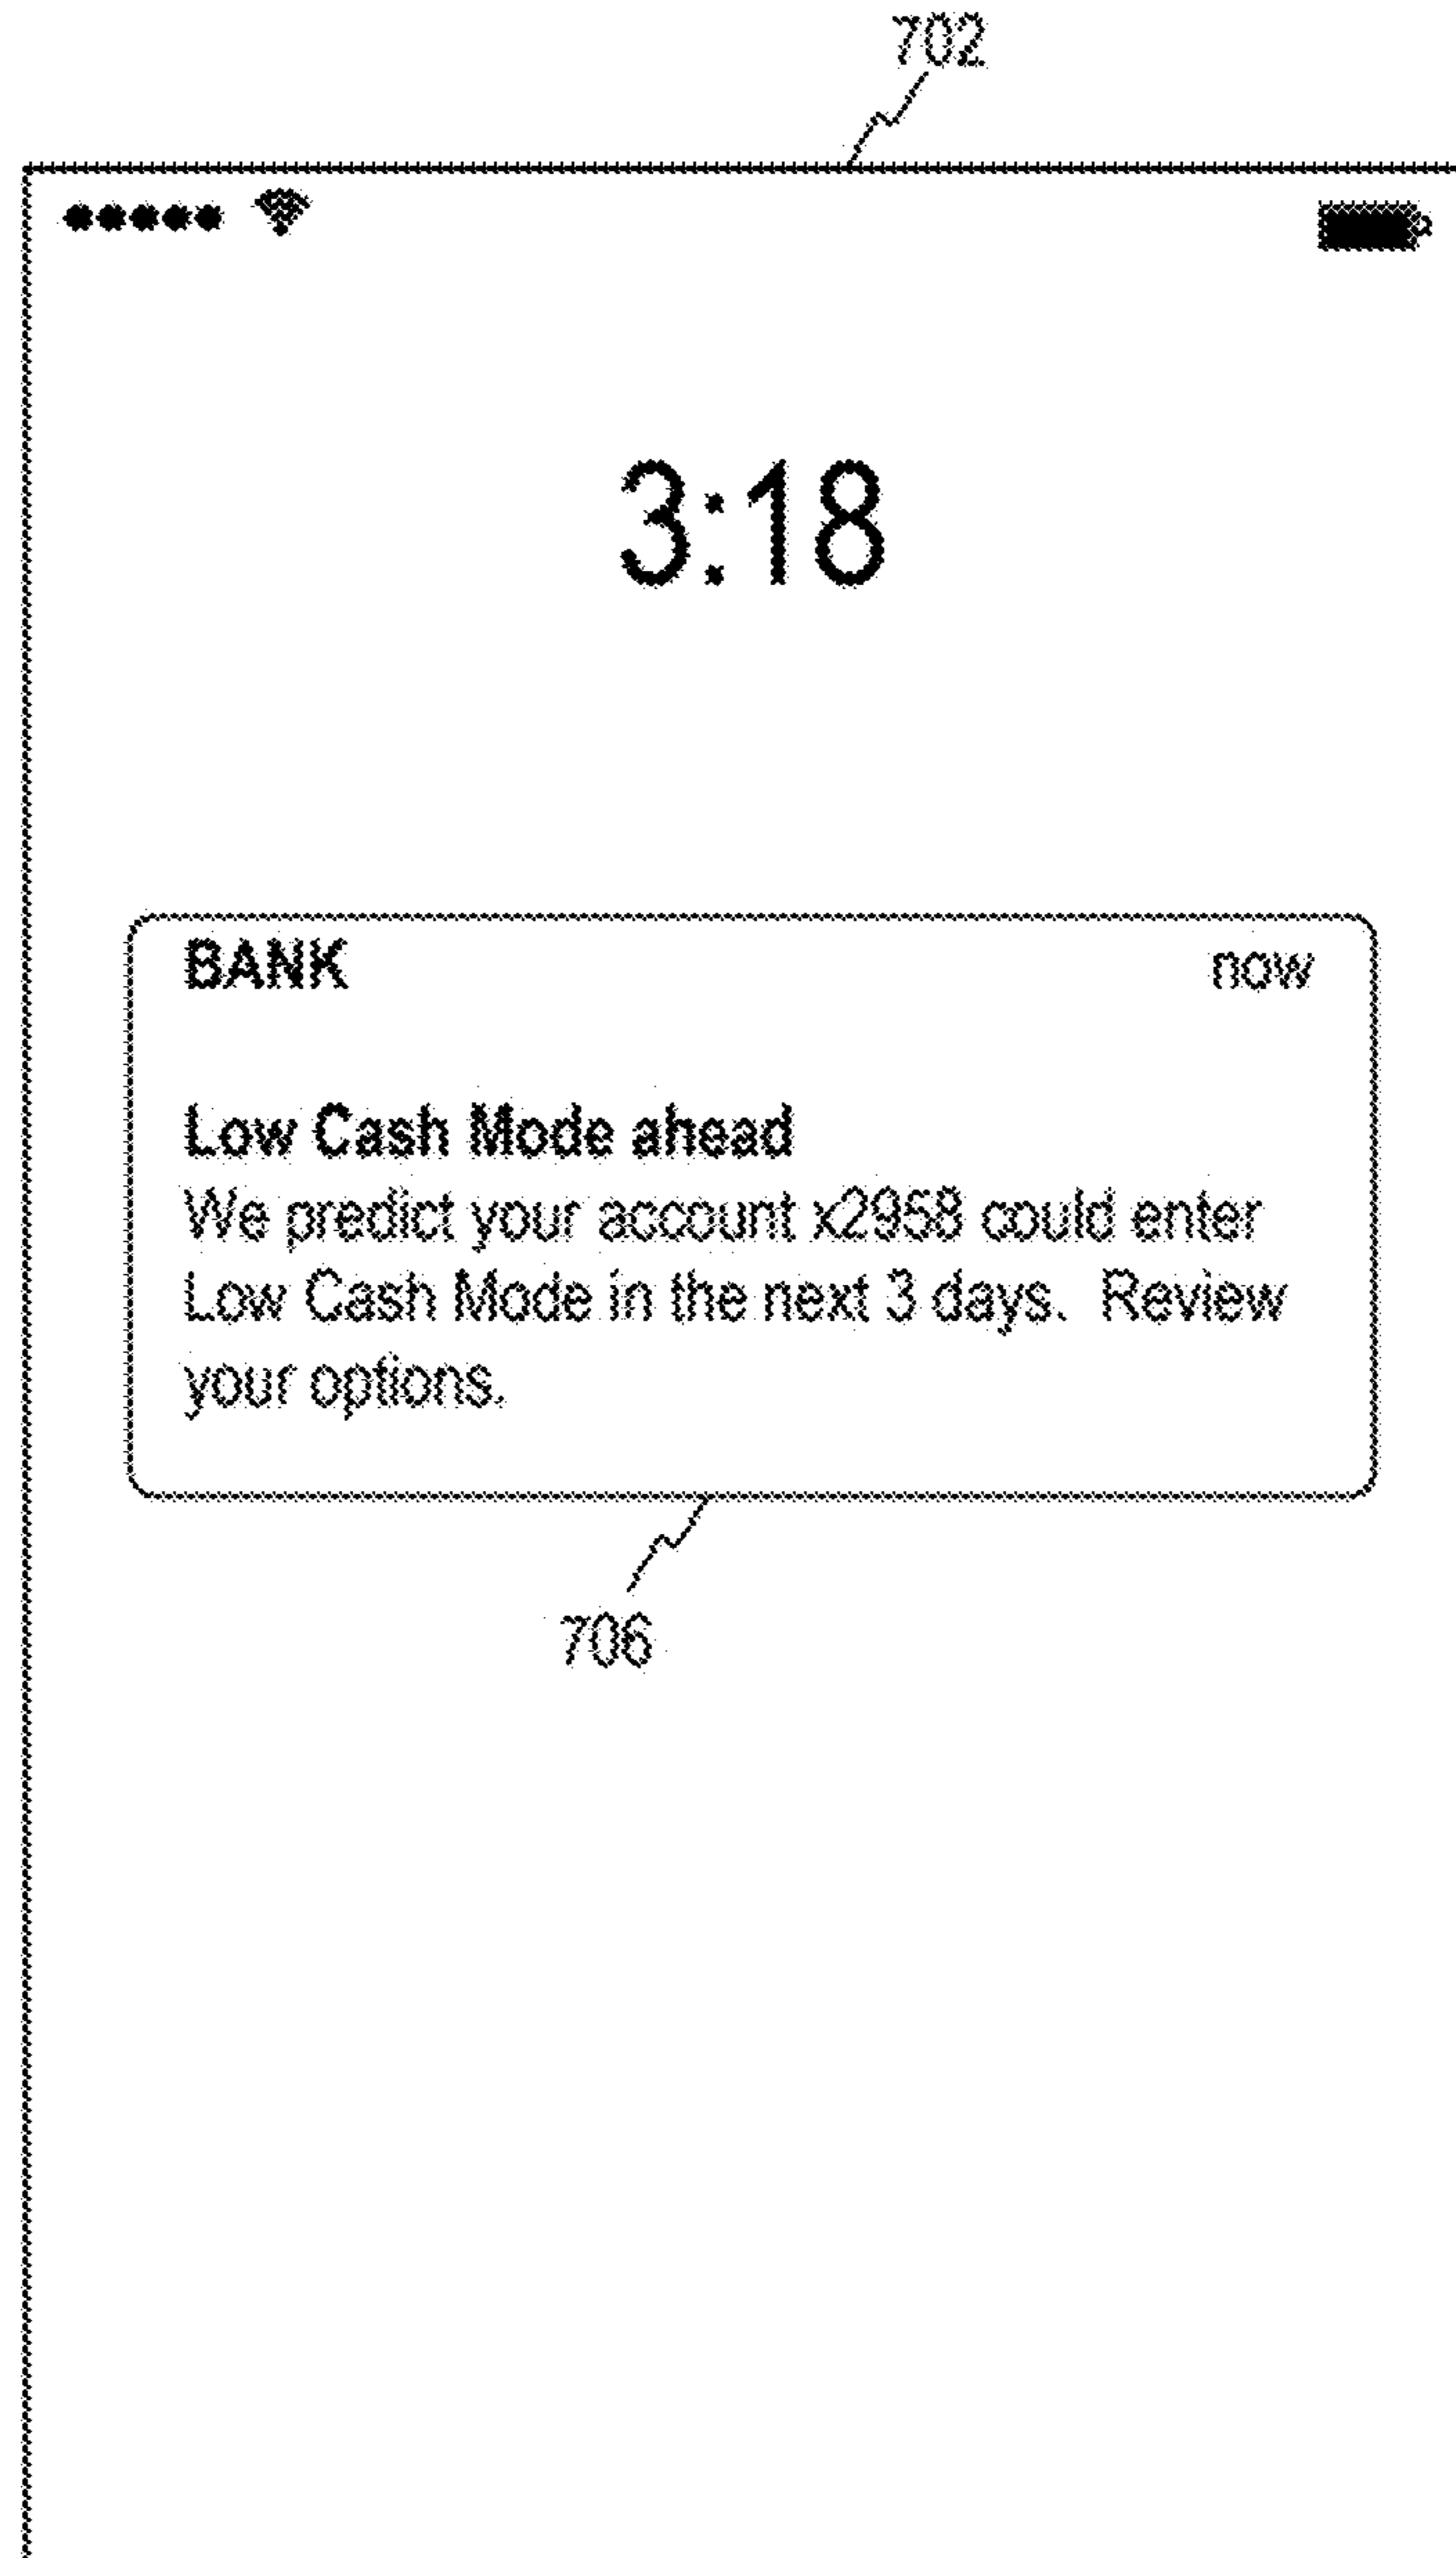 702
3:18
BANK now
Low Cash Mode ahead
We predict your account x2958 could enter
Low Cash Mode in the next 3 days.  Review
your options.
706